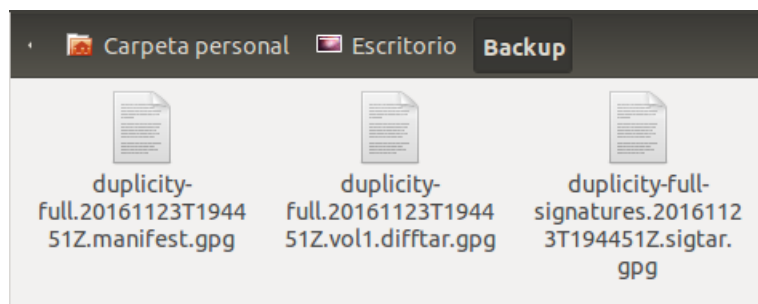 Carpeta personal Escritorio Backup
duplicity- duplicity- duplicity-full-
full.20161123T1944 full.20161123T1944 signatures.2016112
51Z.manifest.gpg 51Z.vol1.difftar.gpg 3T194451Z.sigtar.
gpg